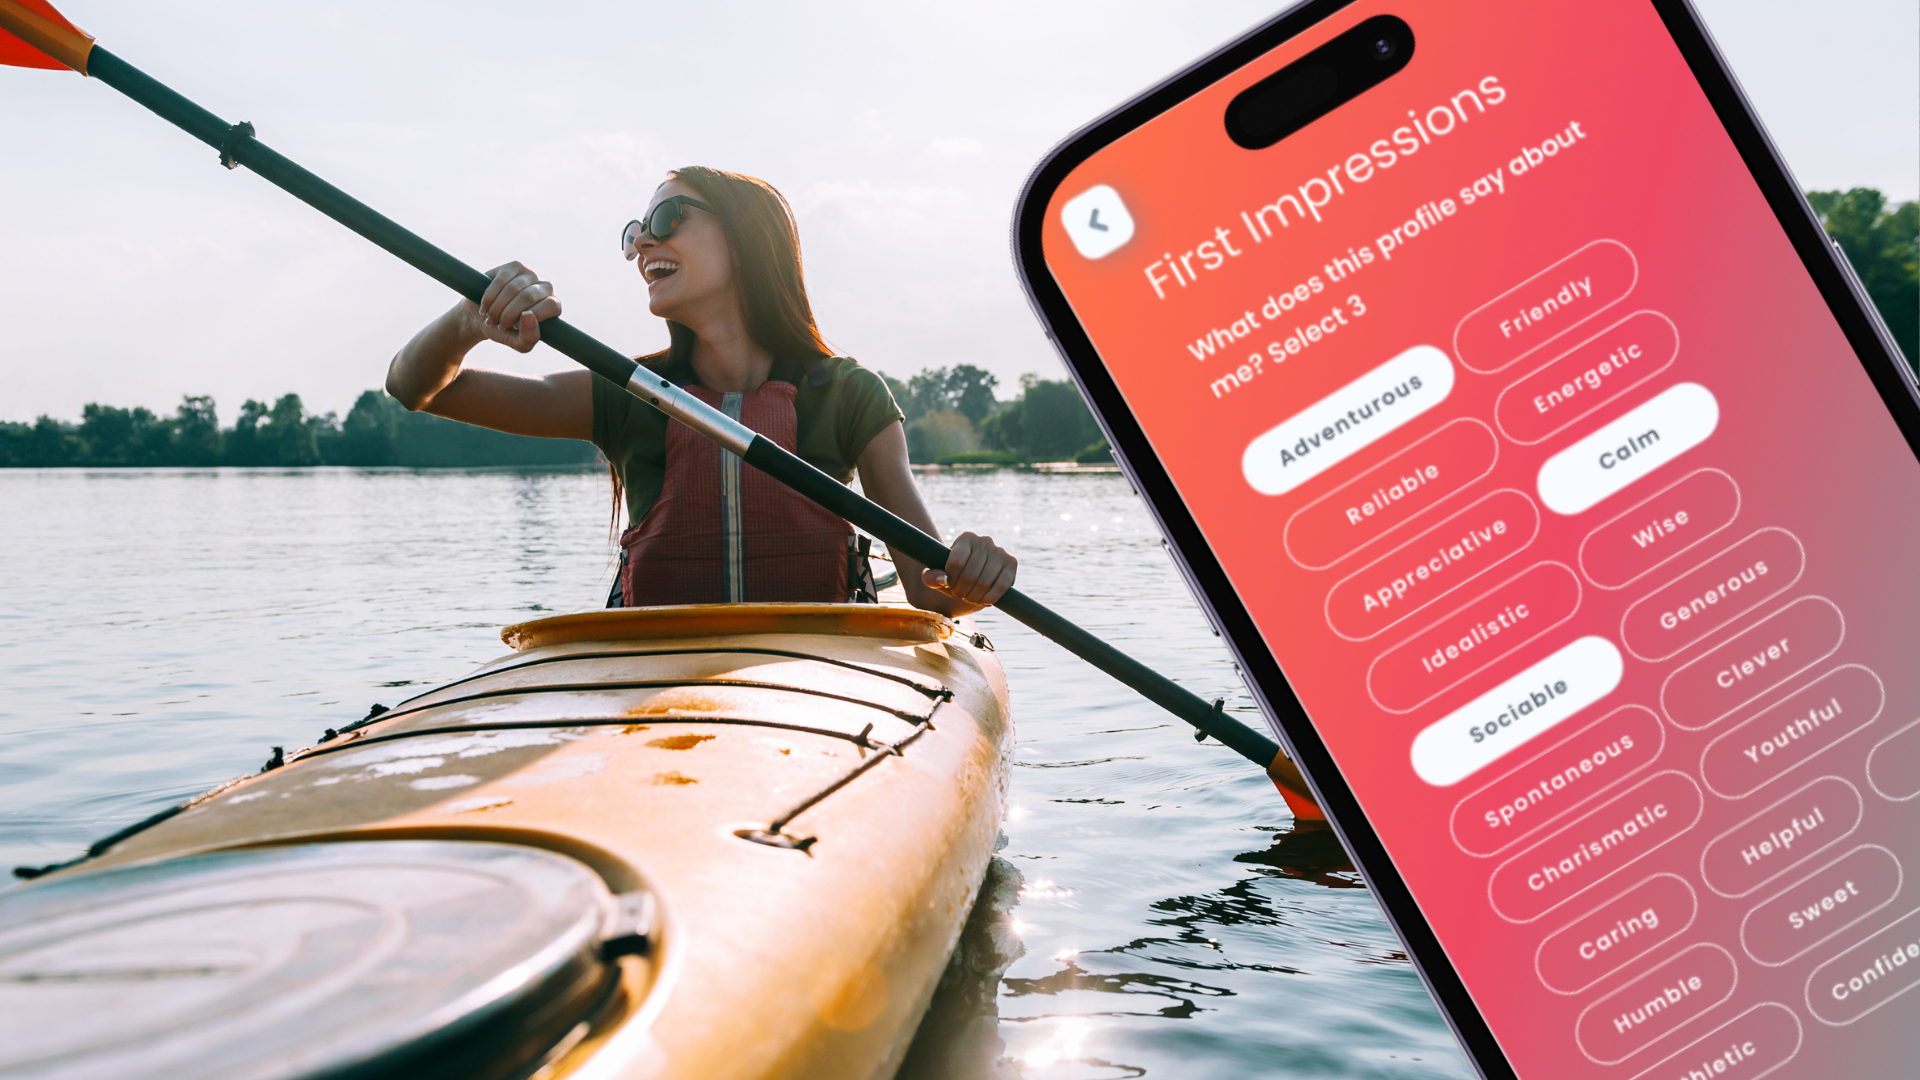 First Impressions
What does this profile say about
me? Select 3
Adventurous
Friendly
Reliable
Energetic
Appreciative
Calm
Idealistic
Wise
Sociable
Generous
Spontaneous
Clever
Charismatic
Youthful
Caring
Helpful
Humble
Sweet